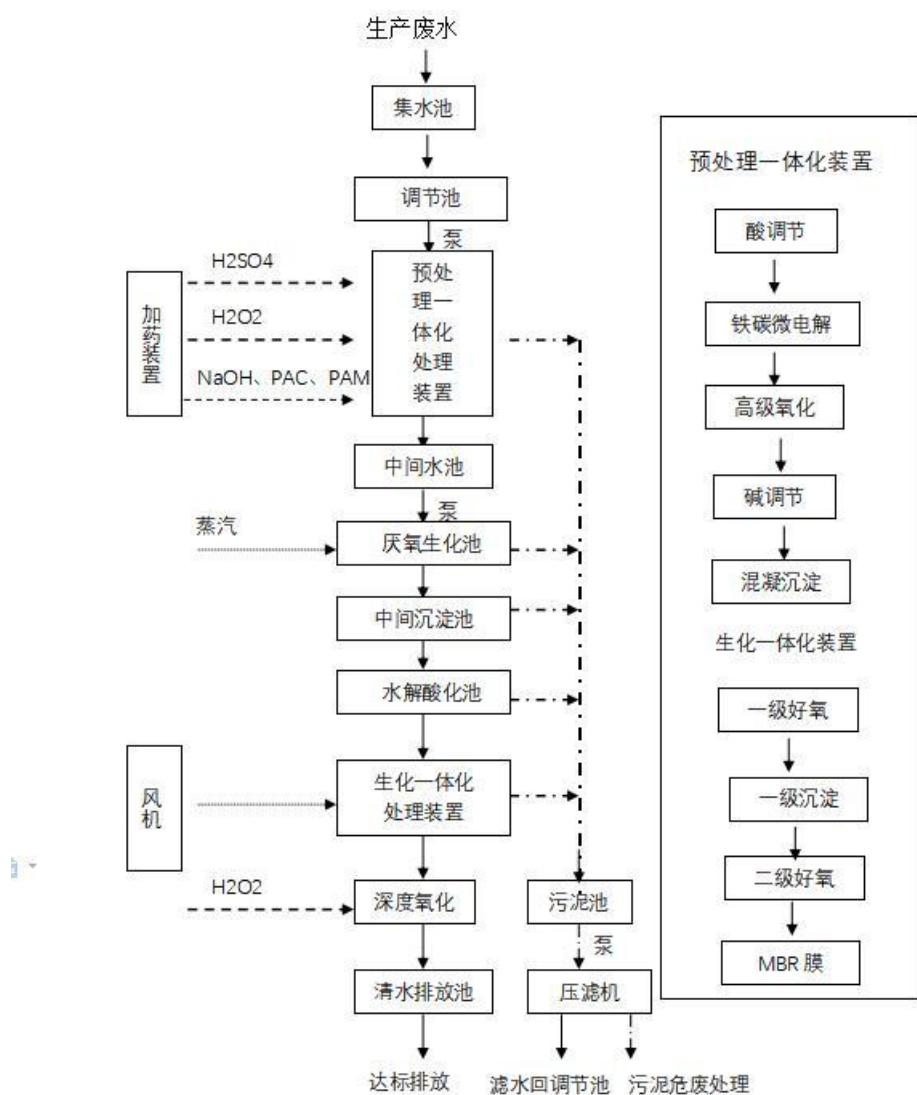 生产废水
集水池
调节池
泵
预处
理一
体化
处理
装置
加药装置
H2SO4
H2O2
NaOH、PAC、PAM
中间水池
泵
蒸汽
厌氧生化池
中间沉淀池
水解酸化池
风机
生化一体化
处理装置
H2O2
深度氧化
污泥池
泵
清水排放池
压滤机
达标排放
滤水回调节池
污泥危废处理
预处理一体化装置
酸调节
铁碳微电解
高级氧化
碱调节
混凝沉淀
生化一体化装置
一级好氧
一级沉淀
二级好氧
MBR 膜